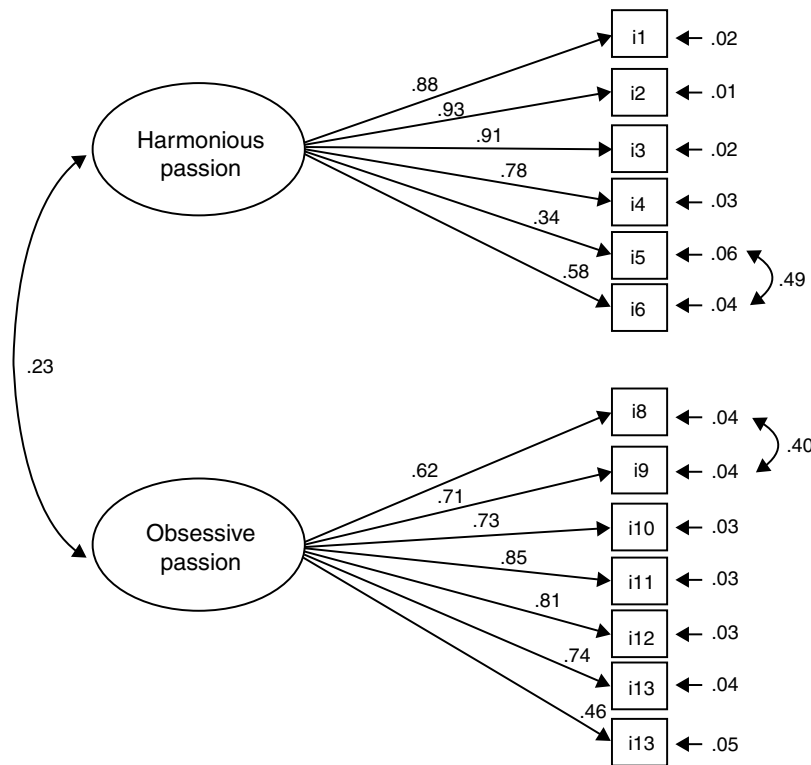 i1
.02
.88
i2
.01
.93
Harmonious
passion
.91
i3
.02
.78
i4
.03
.34
i5
.06
.49
.58
i6
.04
.23
i8
.04
.40
.62
i9
.04
.71
.73
i10
.03
Obsessive
passion
.85
i11
.03
.81
i12
.03
.74
i13
.04
.46
i13
.05